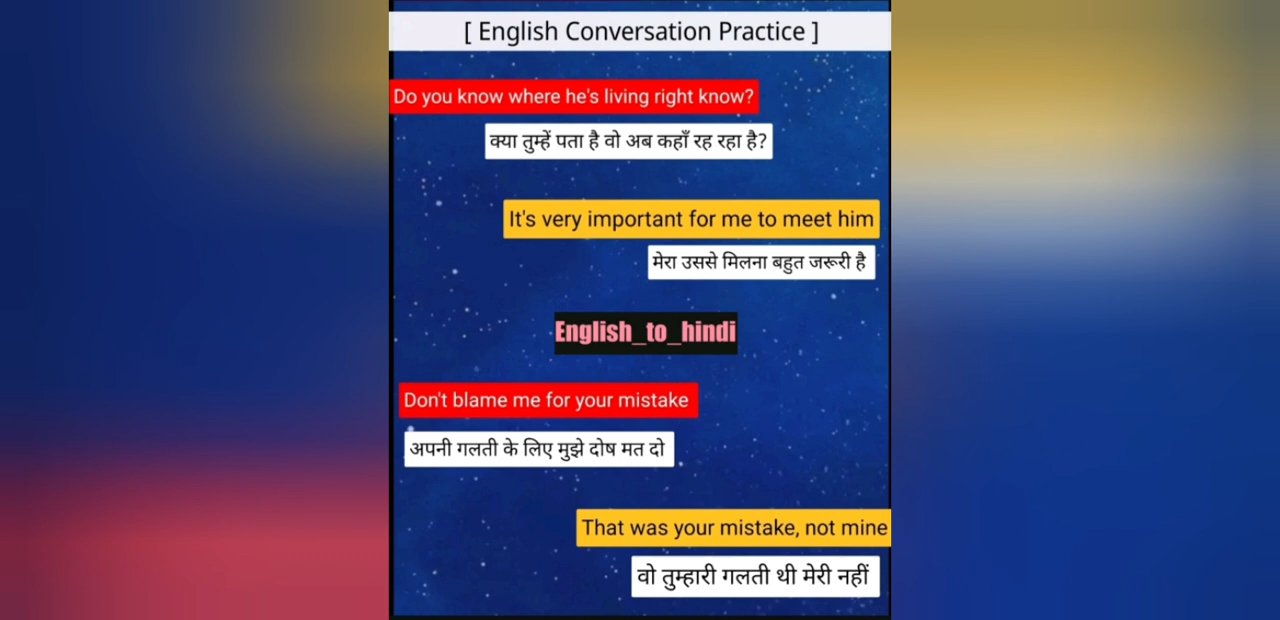 [ English Conversation Practice ]
Do you know where he's living right know?
क्या तुम्हें पता है वो अब कहाँ रह रहा है?
It's very important for me to meet him
मेरा उससे मिलना बहुत जरूरी है
English_to_hindi
Don't blame me for your mistake
अपनी गलती के लिए मुझे दोष मत दो
That was your mistake, not mine
वो तुम्हारी गलती थी मेरी नहीं